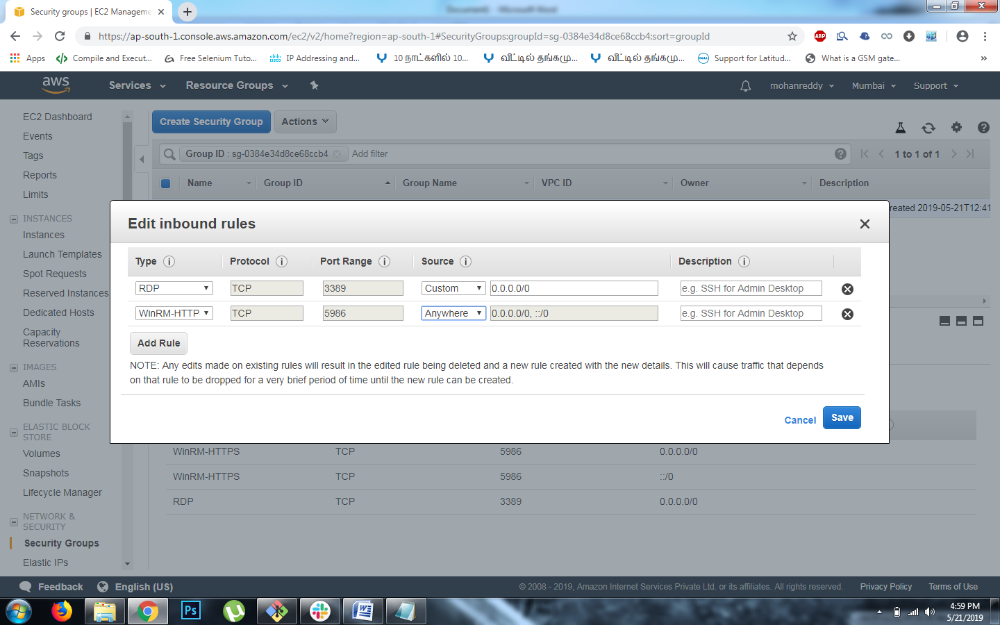 Security groups | EC2 Manageme
Document1 - Microsoft Word
https://ap-south-1.console.aws.amazon.com/ec2/v2/home?region=ap-south-1#SecurityGroups:groupId=sg-0384e34d8ce68ccb4;sort=groupId
ABP
Apps Compile and Execut... Free Selenium Tuto... IP Addressing and... 10 நாட்களில் 10... வீட்டில் தங்கமு... வீட்டில் தங்கமு... Support for Latitud... What is a GSM gate... »
aws Services Resource Groups mohanreddy Mumbai Support
EC2 Dashboard
Events
Tags
Reports
Limits
INSTANCES
Instances
Launch Templates
Spot Requests
Reserved Instances
Dedicated Hosts
Capacity
Reservations
IMAGES
AMIs
Bundle Tasks
ELASTIC BLOCK
STORE
Volumes
Snapshots
Lifecycle Manager
NETWORK &
SECURITY
Security Groups
Elastic IPs
Create Security Group Actions
Group ID : sg-0384e34d8ce68ccb4 Add filter 1 to 1 of 1
Name Group ID Group Name VPC ID Owner Description
reated 2019-05-21T12:41
Edit inbound rules
Type Protocol Port Range Source Description
RDP TCP 3389 Custom 0.0.0.0/0 e.g. SSH for Admin Desktop
WinRM-HTTP TCP 5986 Anywhere 0.0.0.0/0, ::/0 e.g. SSH for Admin Desktop
Add Rule
NOTE: Any edits made on existing rules will result in the edited rule being deleted and a new rule created with the new details. This will cause traffic that depends
on that rule to be dropped for a very brief period of time until the new rule can be created.
Cancel Save
WinRM-HTTPS TCP 5986 0.0.0.0/0
WinRM-HTTPS TCP 5986 ::/0
RDP TCP 3389 0.0.0.0/0
Feedback English (US) © 2008 - 2019, Amazon Internet Services Private Ltd. or its affiliates. All rights reserved. Privacy Policy Terms of Use
Ps
4:59 PM
5/21/2019